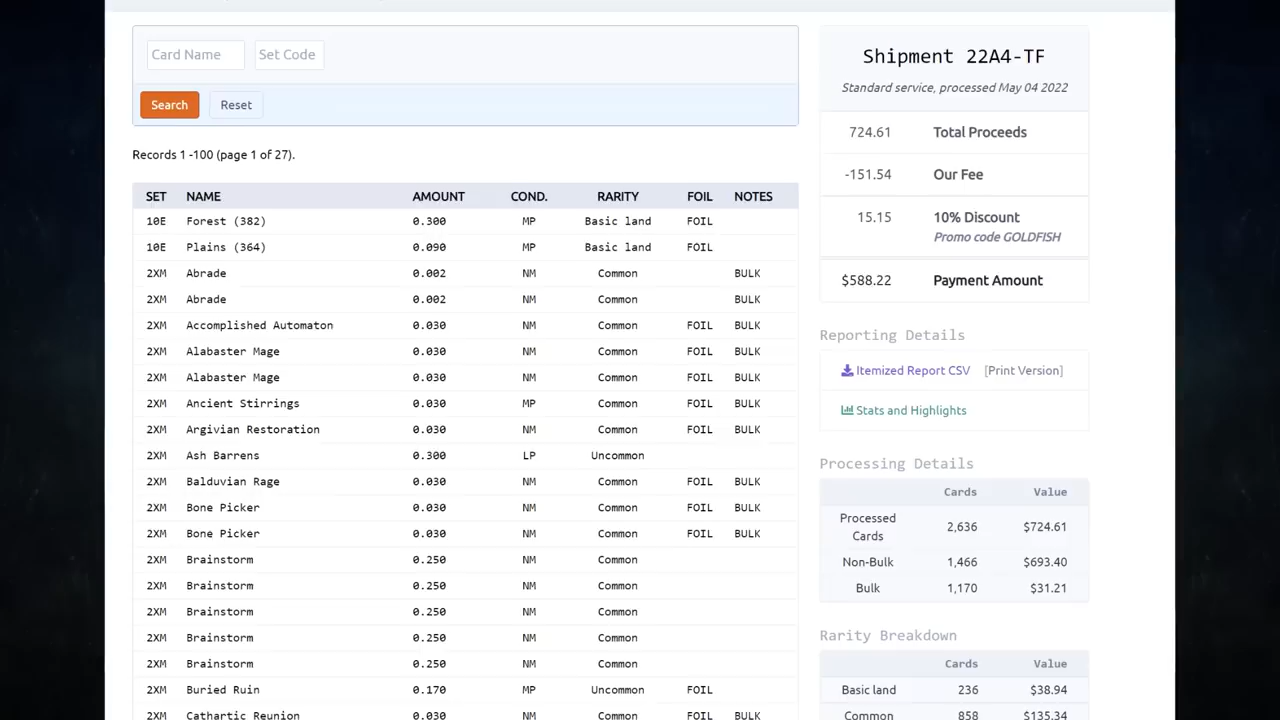 Card Name Set Code
Search Reset
Records 1 -100 (page 1 of 27).
SET NAME AMOUNT COND. RARITY FOIL NOTES
10E Forest (382) 0.300 MP Basic land FOIL
10E Plains (364) 0.090 MP Basic land FOIL
2XM Abrade 0.002 NM Common BULK
2XM Abrade 0.002 NM Common BULK
2XM Accomplished Automaton 0.030 NM Common FOIL BULK
2XM Alabaster Mage 0.030 NM Common FOIL BULK
2XM Alabaster Mage 0.030 NM Common FOIL BULK
2XM Ancient Stirrings 0.030 MP Common FOIL BULK
2XM Argivian Restoration 0.030 NM Common FOIL BULK
2XM Ash Barrens 0.300 LP Uncommon
2XM Balduvian Rage 0.030 NM Common FOIL BULK
2XM Bone Picker 0.030 NM Common FOIL BULK
2XM Bone Picker 0.030 NM Common FOIL BULK
2XM Brainstorm 0.250 NM Common
2XM Brainstorm 0.250 NM Common
2XM Brainstorm 0.250 NM Common
2XM Brainstorm 0.250 NM Common
2XM Brainstorm 0.250 NM Common
2XM Buried Ruin 0.170 MP Uncommon FOIL
2XM Cathartic Reunion 0.030 NM Common FOIL BULK
Shipment 22A4-TF
Standard service, processed May 04 2022
724.61 Total Proceeds
-151.54 Our Fee
15.15 10% Discount
Promo code GOLDFISH
$588.22 Payment Amount
Reporting Details
Itemized Report CSV [Print Version]
Stats and Highlights
Processing Details
Cards Value
Processed Cards 2,636 $724.61
Non-Bulk 1,466 $693.40
Bulk 1,170 $31.21
Rarity Breakdown
Cards Value
Basic land 236 $38.94
Common 858 $135.34